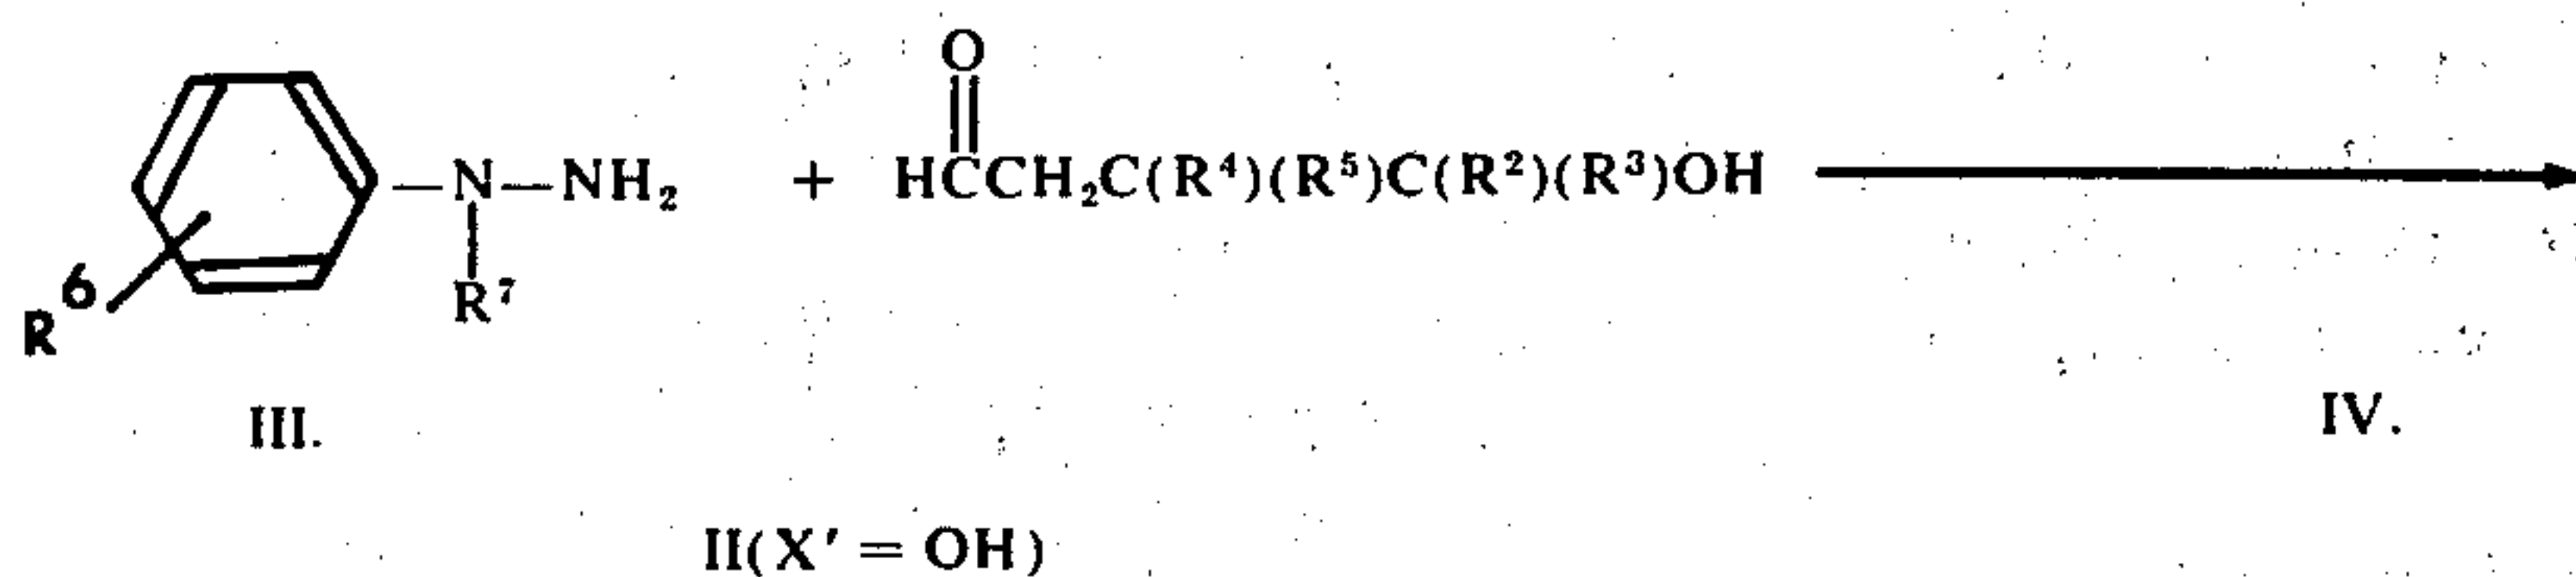 O
—N—NH₂ + HCCH₂C(R⁴)(R⁵)C(R²)(R³)OH
R⁶ R⁷
III. IV.
II(X′ = OH)